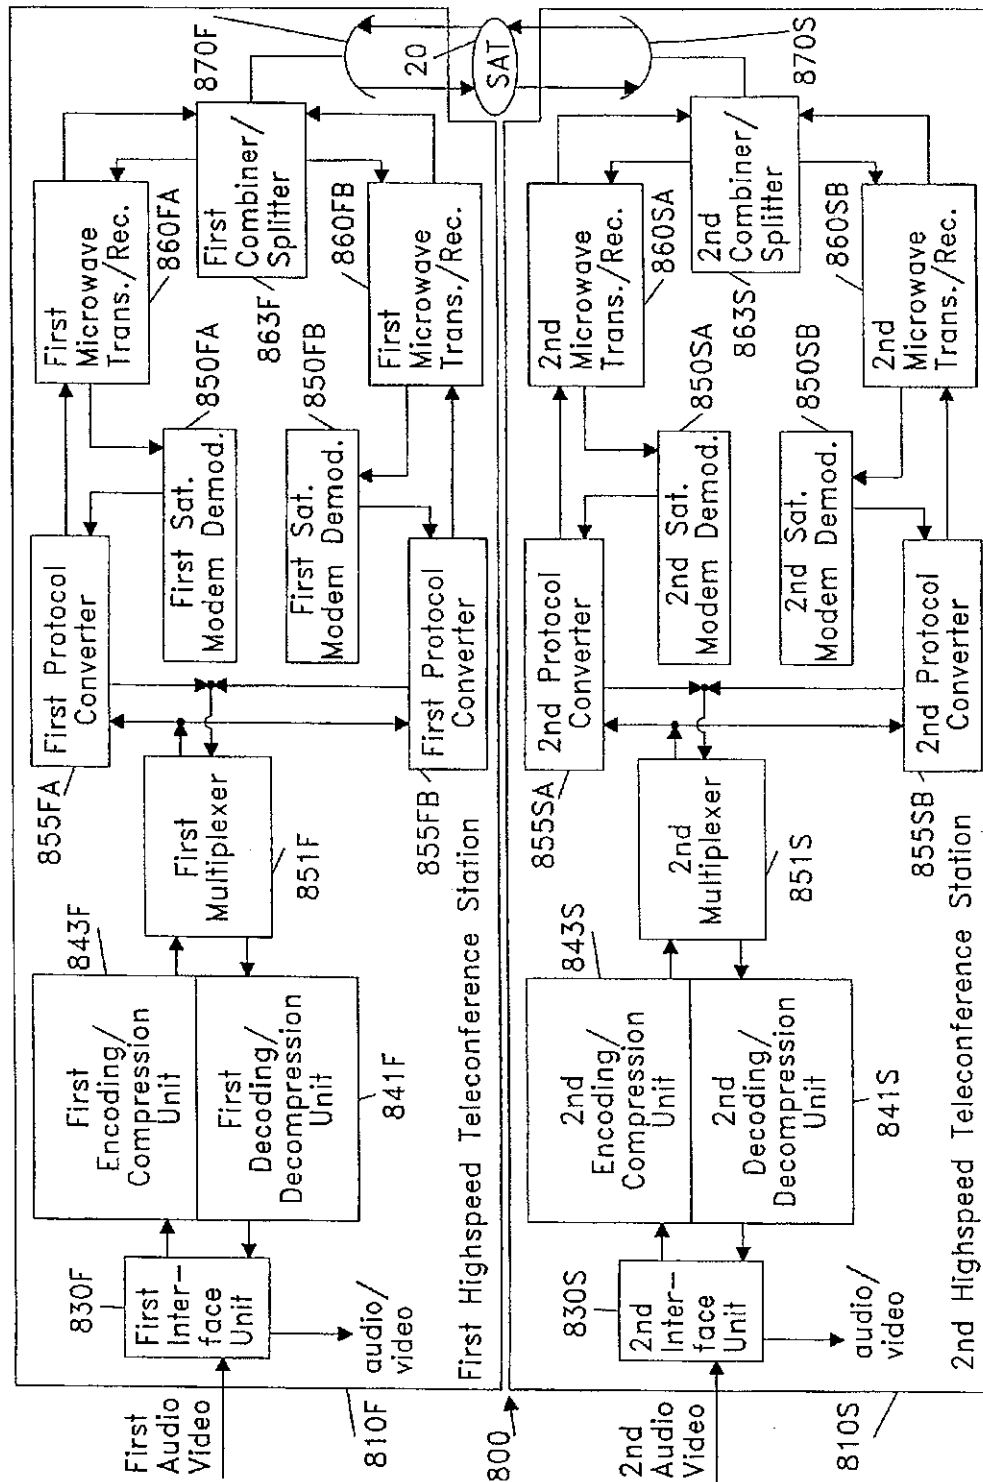 First
Audio
Video
810F
830F
First
Inter-
face
Unit
audio/
video
First
Encoding/
Compression
Unit
843F
First
Decoding/
Decompression
Unit
841F
First
Multiplexer
851F
855FA
First Protocol
Converter
First Protocol
Converter
855FB
First Sat.
Modem Demod.
850FA
First Sat.
Modem Demod.
850FB
First
Microwave
Trans./Rec.
860FA
First
Microwave
Trans./Rec.
860FB
First
Combiner/
Splitter
863F
870F
20
SAT
First Highspeed Teleconference Station
800
2nd
Audio
Video
810S
830S
2nd
Inter-
face
Unit
audio/
video
2nd
Encoding/
Compression
Unit
843S
2nd
Decoding/
Decompression
Unit
841S
2nd
Multiplexer
851S
855SA
2nd Protocol
Converter
2nd Protocol
Converter
855SB
2nd Sat.
Modem Demod.
850SA
2nd Sat.
Modem Demod.
850SB
2nd
Microwave
Trans./Rec.
860SA
2nd
Microwave
Trans./Rec.
860SB
2nd
Combiner/
Splitter
863S
870S
2nd Highspeed Teleconference Station